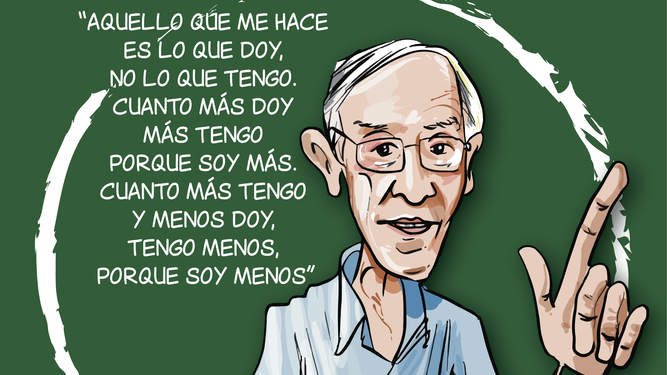 “AQUELLO QUE ME HACE
ES LO QUE DOY,
NO LO QUE TENGO.
CUANTO MÁS DOY
MÁS TENGO
PORQUE SOY MÁS.
CUANTO MÁS TENGO
Y MENOS DOY,
TENGO MENOS,
PORQUE SOY MENOS”